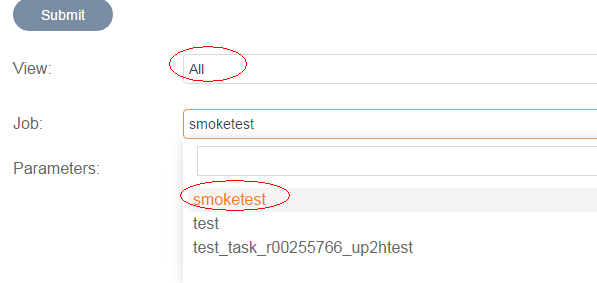 Submit
View:
All
Job:
smoketest
Parameters:
smoketest
test
test_task_r00255766_up2htest